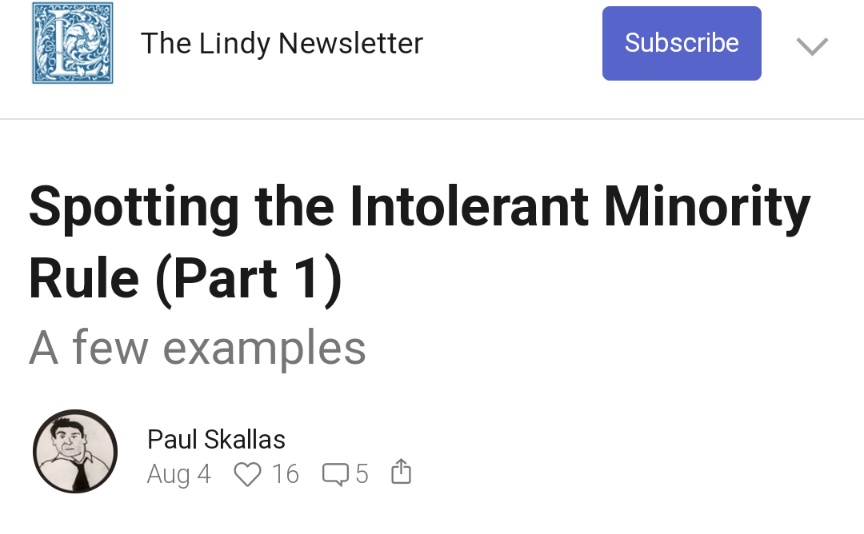 The Lindy Newsletter
Subscribe
Spotting the Intolerant Minority
Rule (Part 1)
A few examples
Paul Skallas
Aug 4 16 5